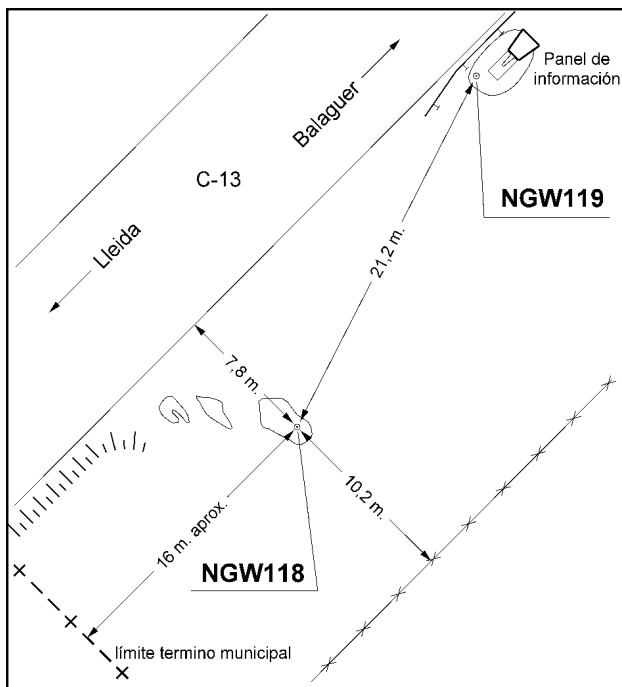 Panel de
información
Balaguer
C-13
NGW119
Lleida
21,2 m.
7,8 m.
10,2 m.
16 m. aprox.
NGW118
límite termino municipal